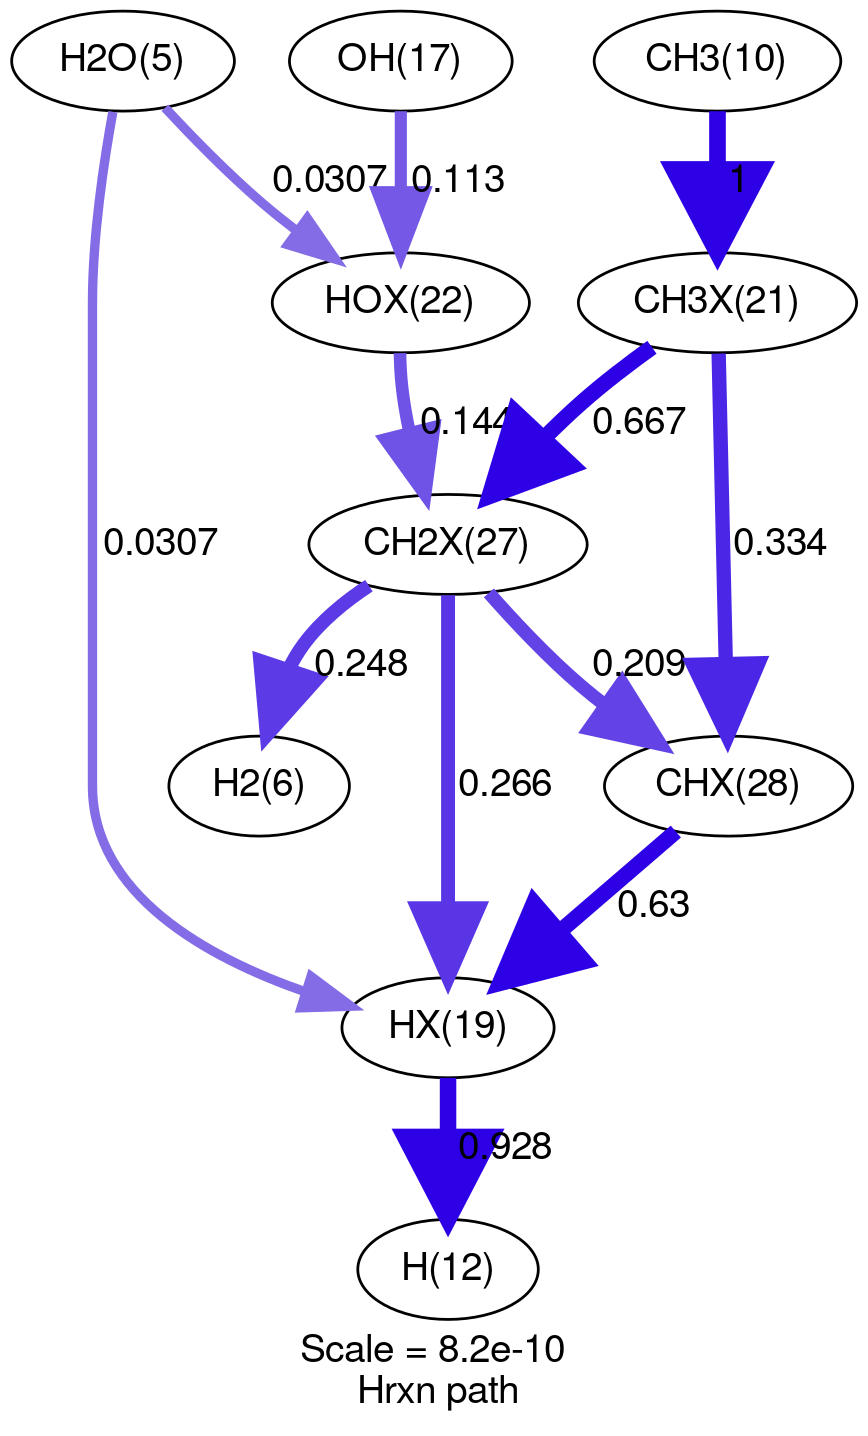 H2O(5)
OH(17)
CH3(10)
0.0307
0.113
1
HOX(22)
CH3X(21)
0.144
0.667
0.0307
CH2X(27)
0.334
0.248
0.209
H2(6)
0.266
CHX(28)
0.63
HX(19)
0.928
H(12)
Scale = 8.2e-10
Hrxn path